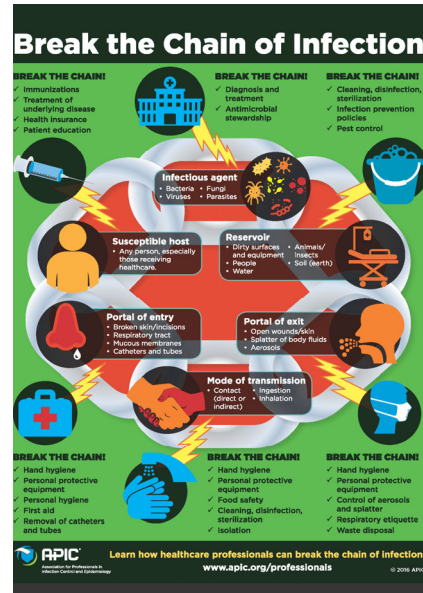 Break the Chain of Infection
BREAK THE CHAIN!
✓ Immunizations
✓ Treatment of
underlying disease
✓ Health insurance
✓ Patient education
BREAK THE CHAIN!
✓ Diagnosis and
treatment
✓ Antimicrobial
stewardship
BREAK THE CHAIN!
✓ Cleaning, disinfection,
sterilization
✓ Infection prevention
policies
✓ Pest control
Infectious agent
• Bacteria • Fungi
• Viruses • Parasites
Susceptible host
• Any person, especially
those receiving
healthcare.
Reservoir
• Dirty surfaces
and equipment
• People
• Water
• Animals/
Insects
• Soil (earth)
Portal of entry
• Broken skin/incisions
• Respiratory tract
• Mucous membranes
• Catheters and tubes
Portal of exit
• Open wounds/skin
• Splatter of body fluids
• Aerosols
Mode of transmission
• Contact
(direct or
indirect)
• Ingestion
• Inhalation
BREAK THE CHAIN!
✓ Hand hygiene
✓ Personal protective
equipment
✓ Personal hygiene
✓ First aid
✓ Removal of catheters
and tubes
BREAK THE CHAIN!
✓ Hand hygiene
✓ Personal protective
equipment
✓ Food safety
✓ Cleaning, disinfection,
sterilization
✓ Isolation
BREAK THE CHAIN!
✓ Hand hygiene
✓ Personal protective
equipment
✓ Control of aerosols
and splatter
✓ Respiratory etiquette
✓ Waste disposal
APIC
Association for Professionals in
Infection Control and Epidemiology
Learn how healthcare professionals can break the chain of infection
www.apic.org/professionals
© 2016 APIC